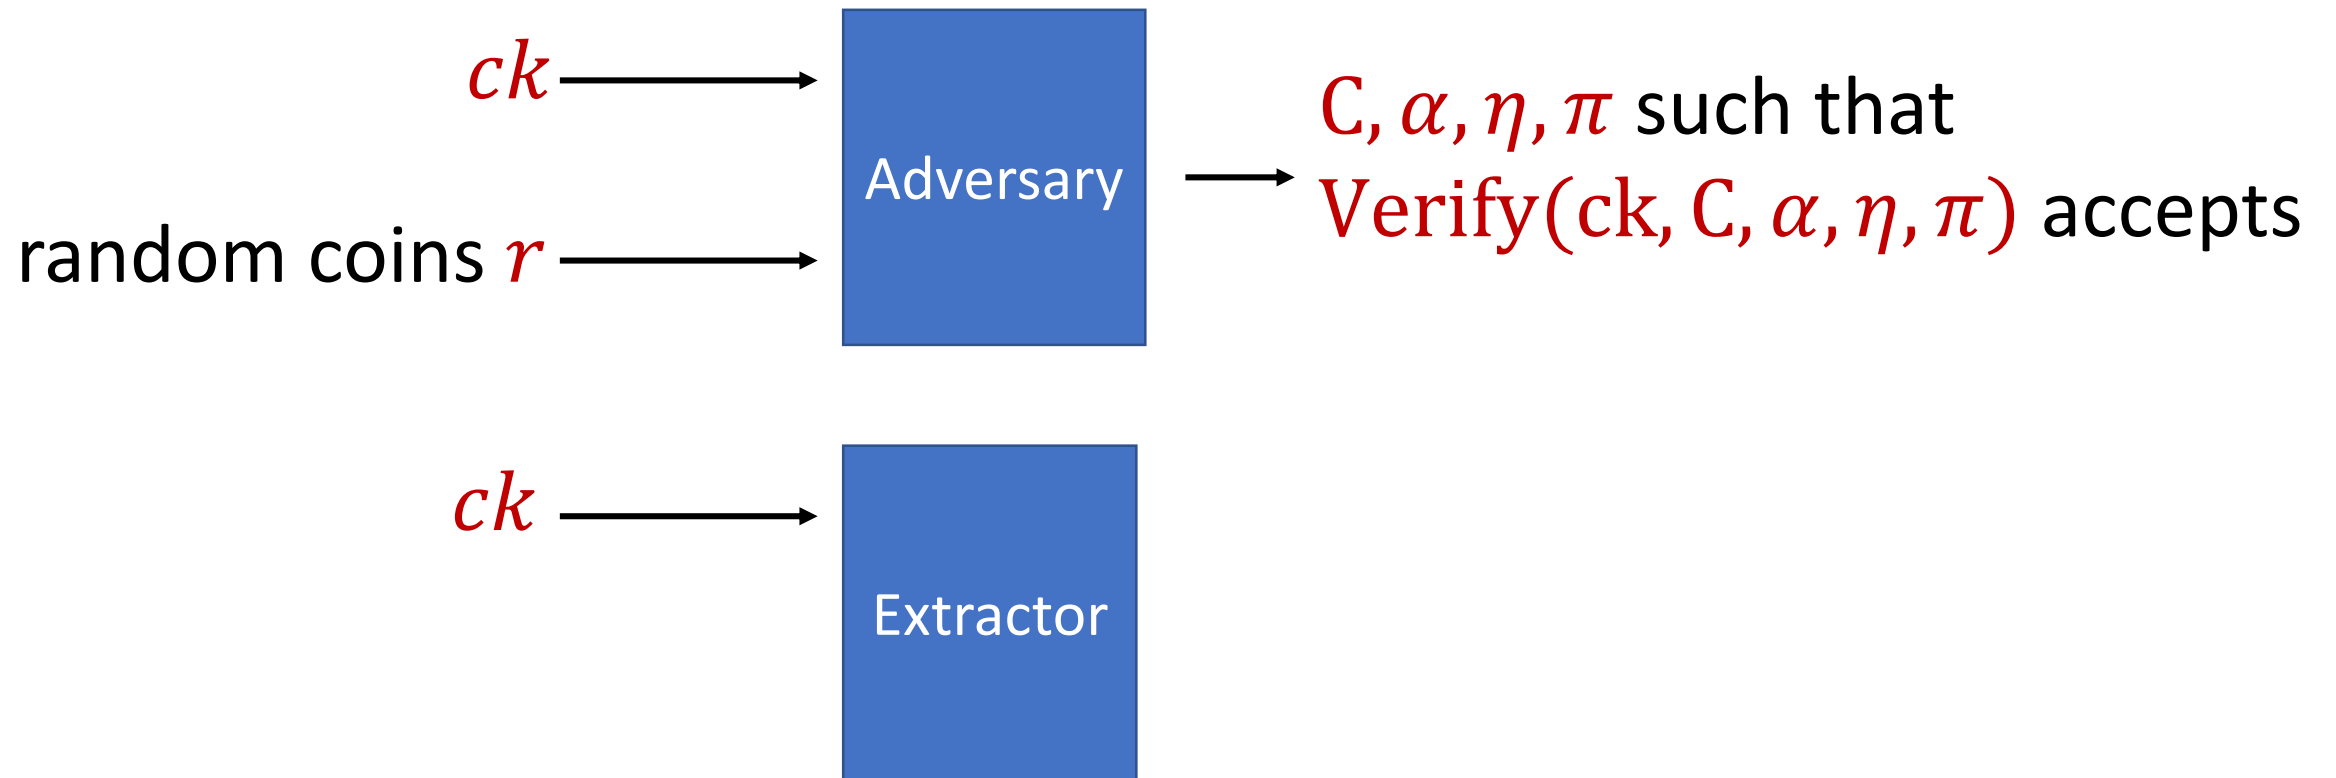 ck
random coins r
Adversary
C, α, η, π such that
Verify(ck, C, α, η, π) accepts
ck
Extractor